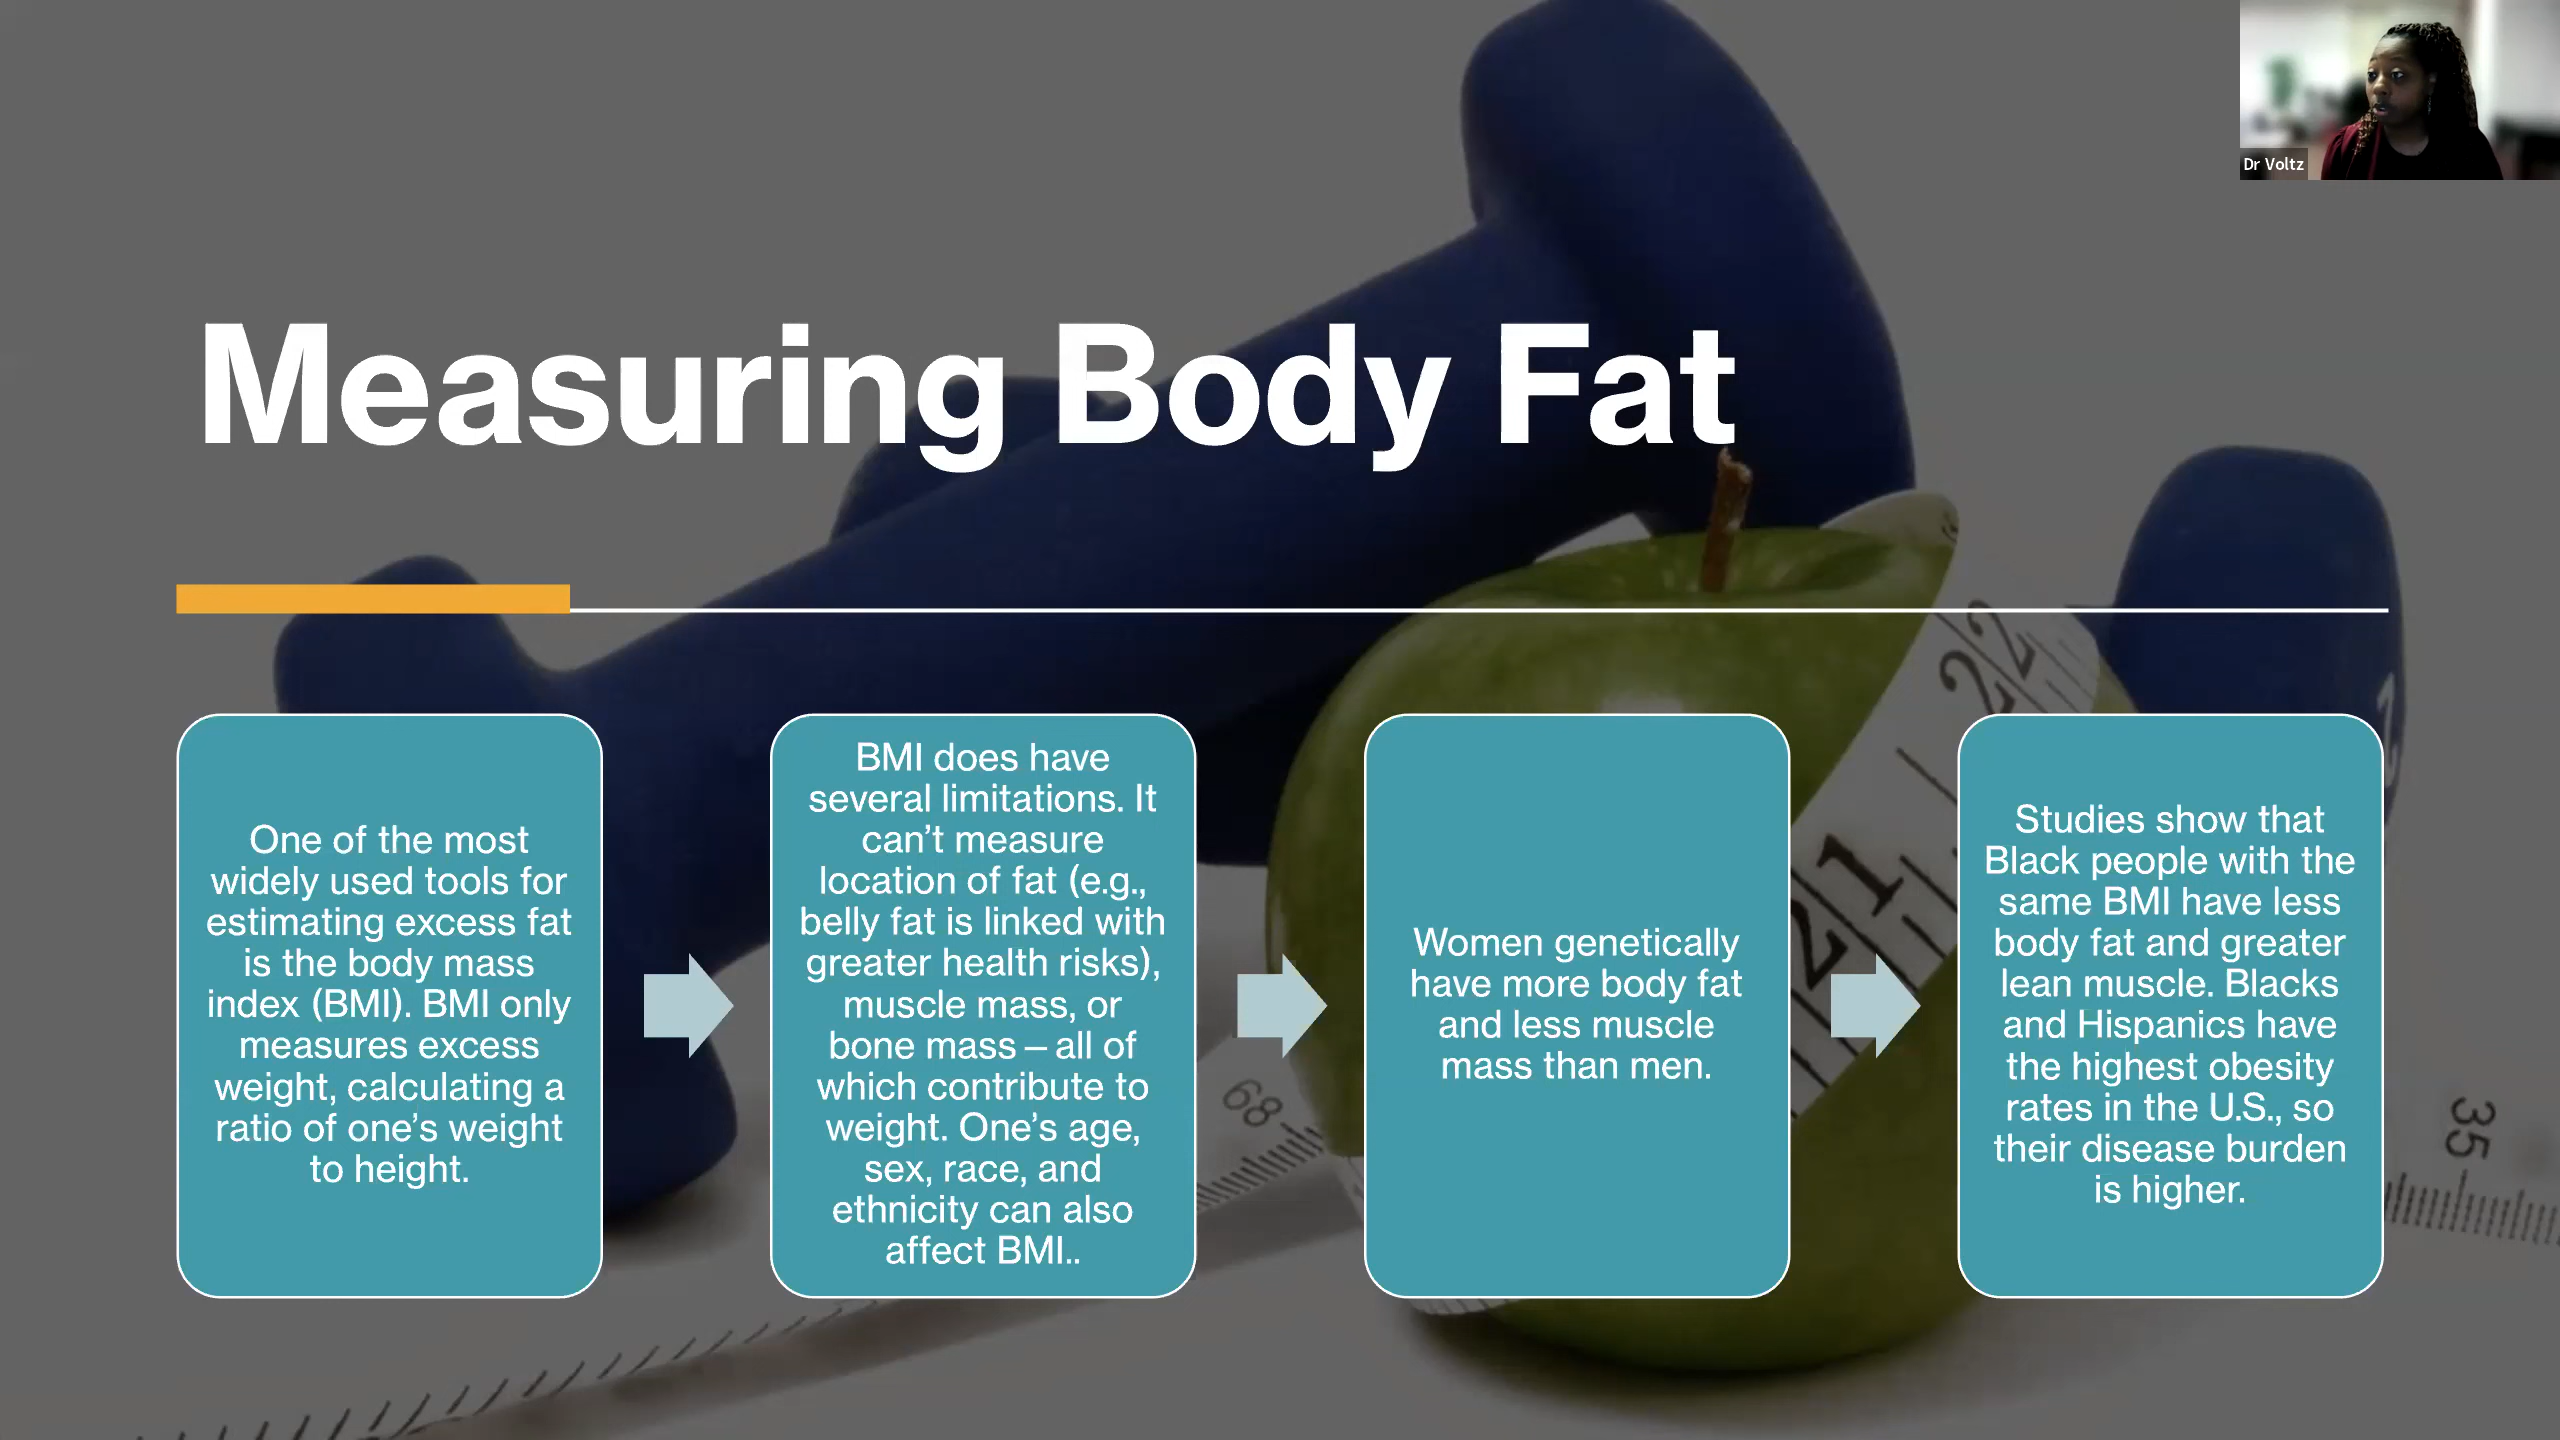 Dr Voltz
Measuring Body Fat
One of the most
widely used tools for
estimating excess fat
is the body mass
index (BMI). BMI only
measures excess
weight, calculating a
ratio of one's weight
to height.
BMI does have
several limitations. It
can't measure
location of fat (e.g.,
belly fat is linked with
greater health risks),
muscle mass, or
bone mass – all of
which contribute to
weight. One's age,
sex, race, and
ethnicity can also
affect BMI..
Women genetically
have more body fat
and less muscle
mass than men.
Studies show that
Black people with the
same BMI have less
body fat and greater
lean muscle. Blacks
and Hispanics have
the highest obesity
rates in the U.S., so
their disease burden
is higher.
22
21
2
68
35